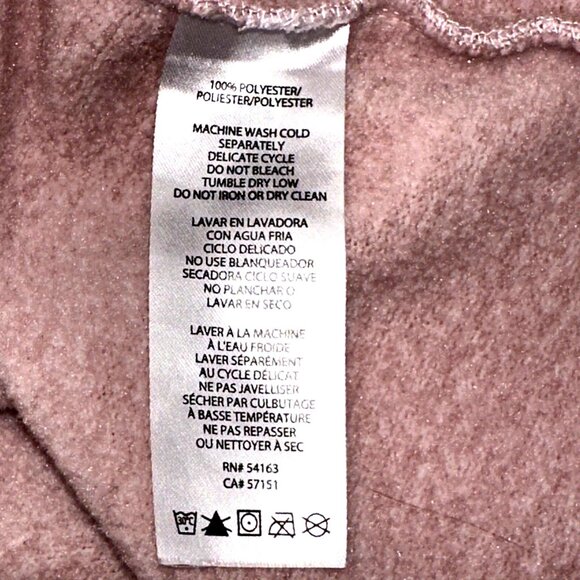 100% POLYESTER/
POLIESTER/POLYESTER
MACHINE WASH COLD
SEPARATELY
DELICATE CYCLE
DO NOT BLEACH
TUMBLE DRY LOW
DO NOT IRON OR DRY CLEAN
LAVAR EN LAVADORA
CON AGUA FRIA
CICLO DELICADO
NO USE BLANQUEADOR
SECADORA CICLO SUAVE
NO PLANCHAR O
LAVAR EN SECO
LAVER À LA MACHINE
À L'EAU FROIDE
LAVER SÉPARÉMENT
AU CYCLE DÉLICAT
NE PAS JAVELLISER
SÉCHER PAR CULBUTAGE
À BASSE TEMPÉRATURE
NE PAS REPASSER
OU NETTOYER À SEC
RN# 54163
CA# 57151
30°C